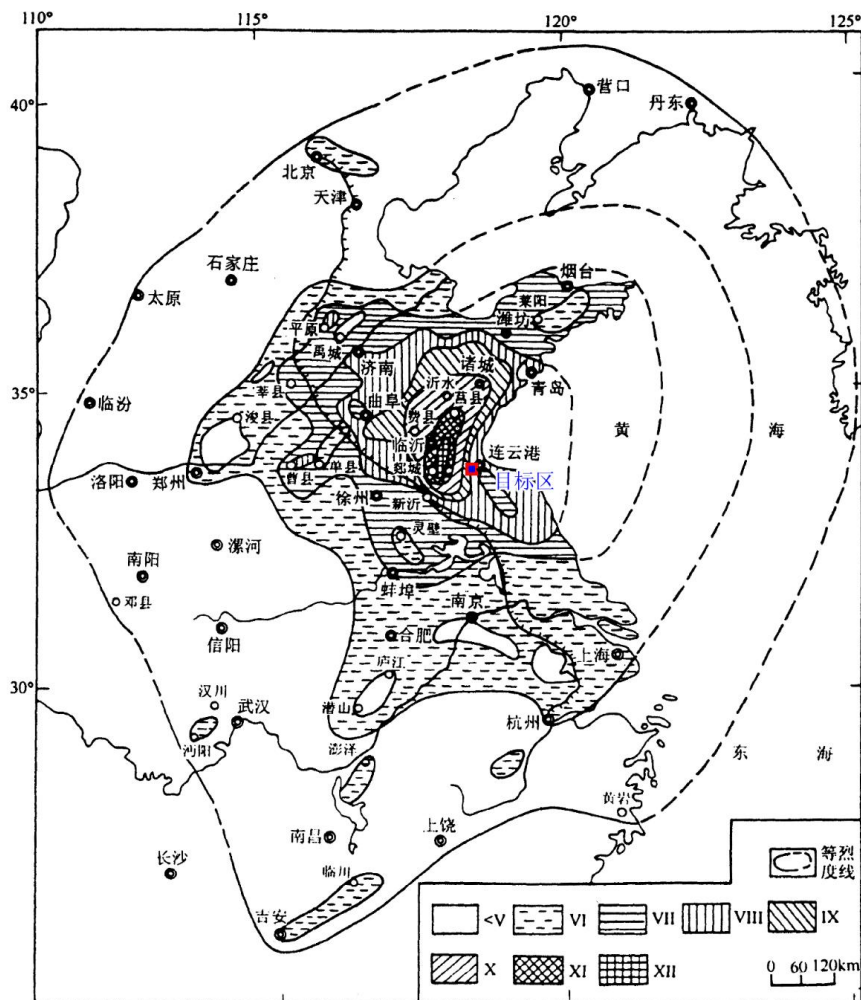 110°
115°
120°
125°
40°
营口
丹东
北京
天津
石家庄
太原
烟台
莱阳
潍坊
平原
禹城
济南
诸城
青岛
35°
临汾
莘县
曲阜
沂水
莒县
费县
浚县
临沂
黄
海
连云港
郯城
曹县
单县
目标区
洛阳
郑州
徐州
新沂
灵璧
漯河
南阳
蚌埠
邓县
南京
信阳
合肥
上海
30°
庐江
汉川
武汉
潜山
杭州
沔阳
澎泽
东
海
黄岩
南昌
上饶
长沙
临川
吉安
等烈
度线
<V
VI
VII
VIII
IX
X
XI
XII
0 60 120km